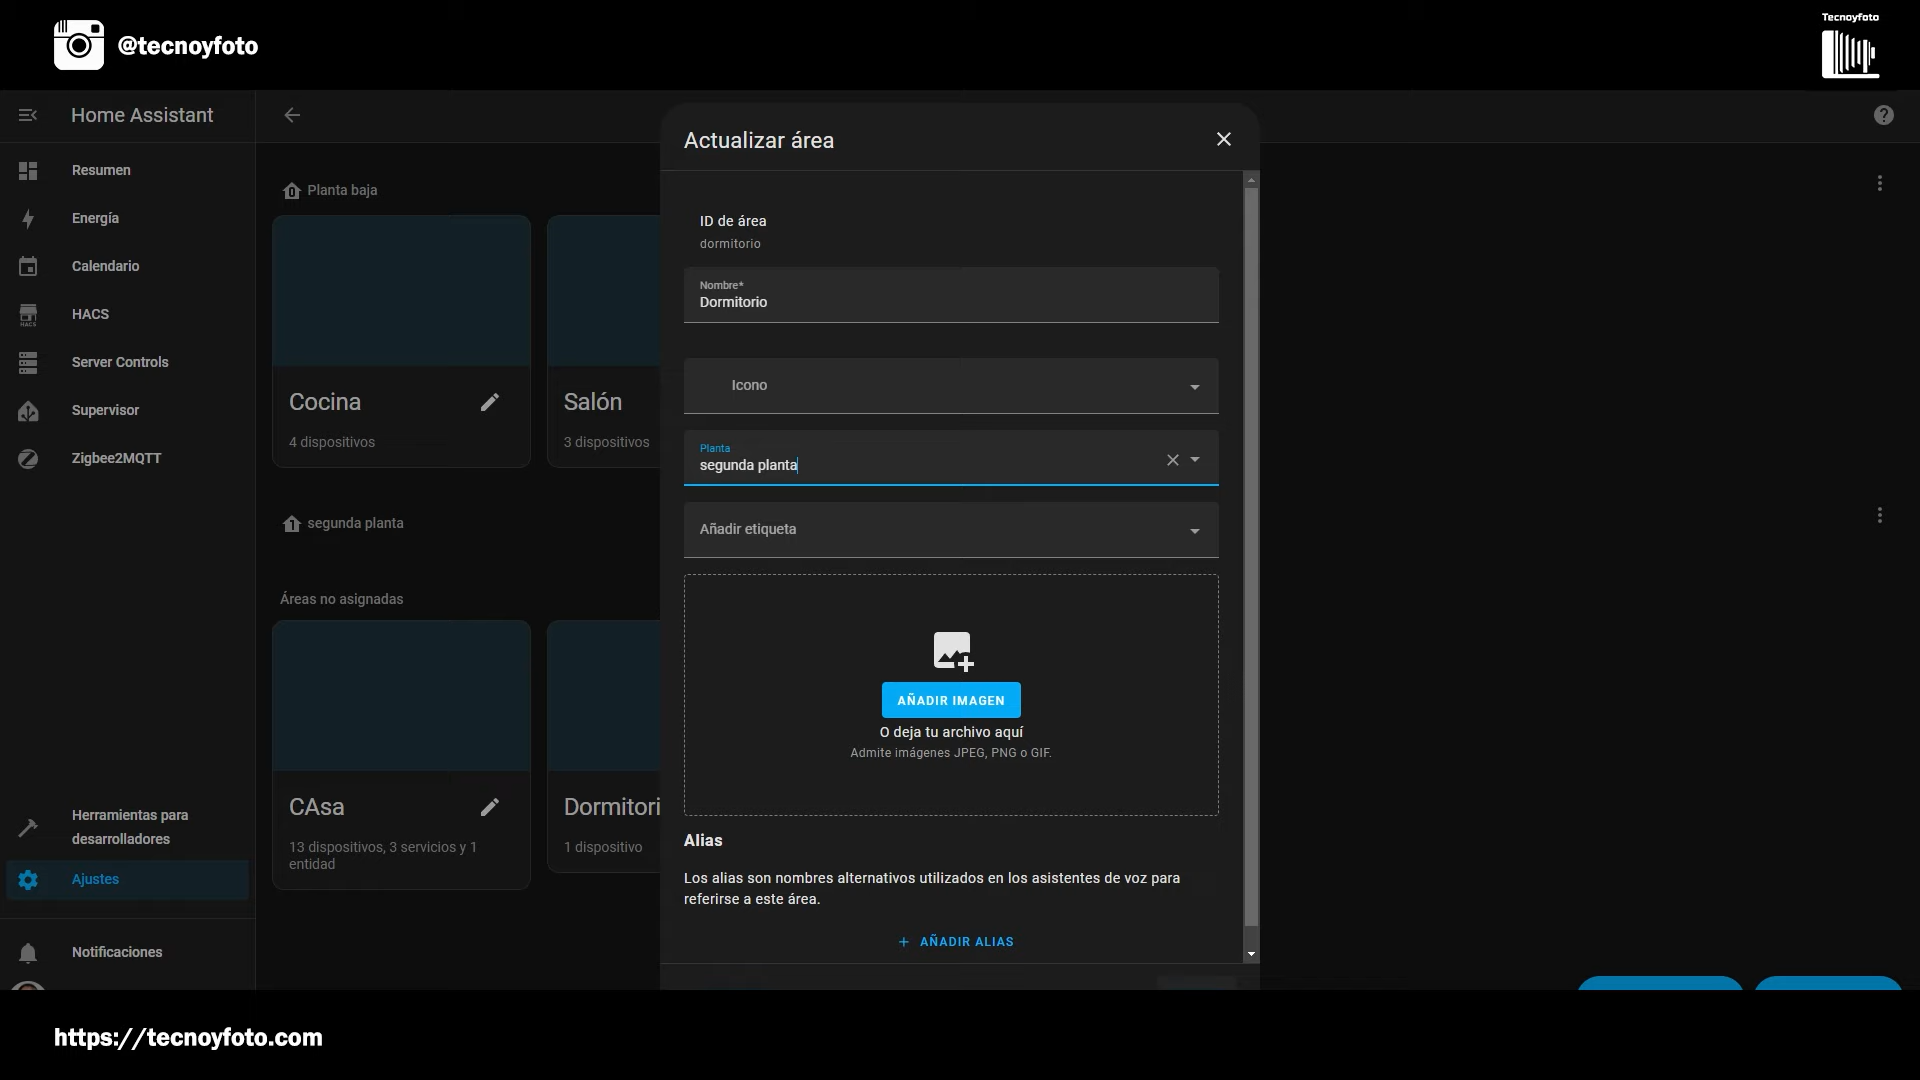 @tecnoyfoto
Tecnoyfoto
Home Assistant
Resumen
Energía
Calendario
HACS
HACS
Server Controls
Supervisor
Zigbee2MQTT
Herramientas para
desarrolladores
Ajustes
Notificaciones
0 Planta baja
Cocina
4 dispositivos
Salón
3 dispositivos
1 segunda planta
Áreas no asignadas
CAsa
13 dispositivos, 3 servicios y 1
entidad
Dormitori
1 dispositivo
Actualizar área
ID de área
dormitorio
Nombre*
Dormitorio
Icono
Planta
segunda planta
Añadir etiqueta
AÑADIR IMAGEN
O deja tu archivo aquí
Admite imágenes JPEG, PNG o GIF.
Alias
Los alias son nombres alternativos utilizados en los asistentes de voz para
referirse a este área.
+ AÑADIR ALIAS
https://tecnoyfoto.com